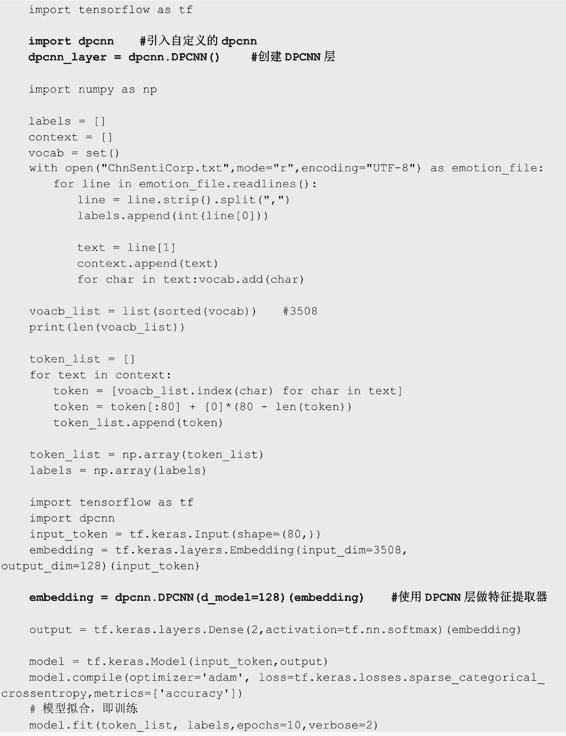 import tensorflow as tf
import dpcnn    #引入自定义的 dpcnn
dpcnn_layer = dpcnn.DPCNN()    #创建 DPCNN 层
import numpy as np
labels = []
context = []
vocab = set()
with open("ChnSentiCorp.txt",mode="r",encoding="UTF-8") as emotion_file:
    for line in emotion_file.readlines():
        line = line.strip().split(",")
        labels.append(int(line[0]))
        text = line[1]
        context.append(text)
        for char in text:vocab.add(char)
voacb_list = list(sorted(vocab))    #3508
print(len(voacb_list))
token_list = []
for text in context:
    token = [voacb_list.index(char) for char in text]
    token = token[:80] + [0]*(80 - len(token))
    token_list.append(token)
token_list = np.array(token_list)
labels = np.array(labels)
import tensorflow as tf
import dpcnn
input_token = tf.keras.Input(shape=(80,))
embedding = tf.keras.layers.Embedding(input_dim=3508,
output_dim=128)(input_token)
embedding = dpcnn.DPCNN(d_model=128)(embedding)    #使用 DPCNN 层做特征提取器
output = tf.keras.layers.Dense(2,activation=tf.nn.softmax)(embedding)
model = tf.keras.Model(input_token,output)
model.compile(optimizer='adam', loss=tf.keras.losses.sparse_categorical_
crossentropy,metrics=['accuracy'])
# 模型拟合，即训练
model.fit(token_list, labels,epochs=10,verbose=2)